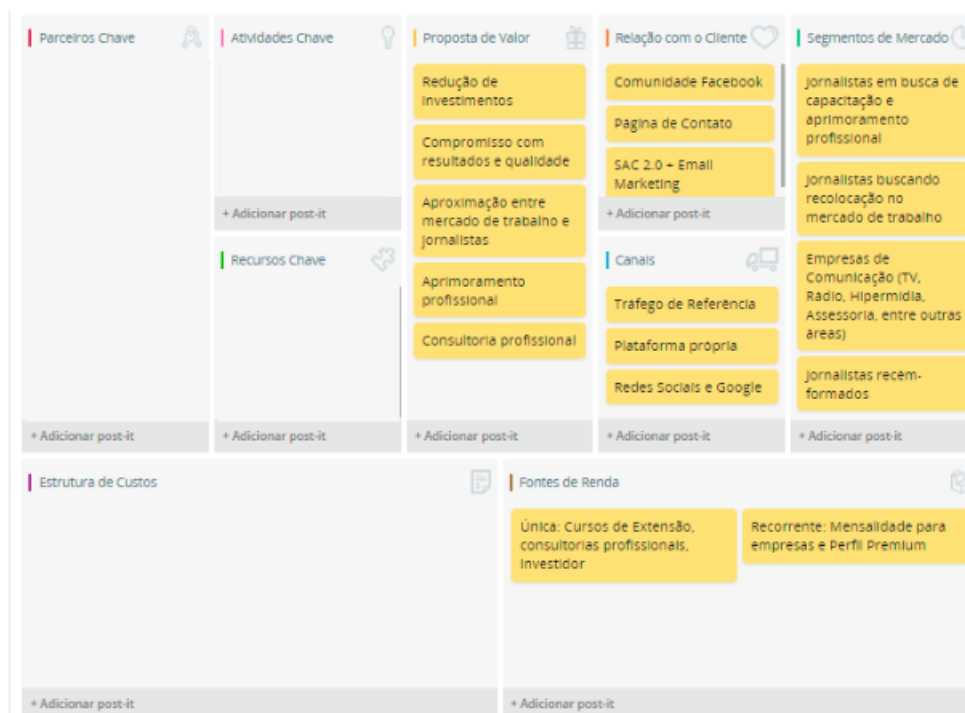 Parceiros Chave
Atividades Chave
+ Adicionar post-it
Recursos Chave
Proposta de Valor
Redução de
investimentos
Compromisso com
resultados e qualidade
Aproximação entre
mercado de trabalho e
jornalistas
Aprimoramento
profissional
Consultoria profissional
Relação com o Cliente
Comunidade Facebook
Pagina de Contato
SAC 2.0 + Email
Marketing
+ Adicionar post-it
Canais
Trafego de Referência
Plataforma própria
Redes Sociais e Google
Segmentos de Mercado
Jornalistas em busca de
capacitação e
aprimoramento
profissional
Jornalistas buscando
recolocação no
mercado de trabalho
Empresas de
Comunicação (TV,
Rádio, Hipermídia,
Assessoria, entre outras
áreas)
Jornalistas recém-
formados
+ Adicionar post-it
+ Adicionar post-it
+ Adicionar post-it
+ Adicionar post-it
+ Adicionar post-it
Estrutura de Custos
+ Adicionar post-it
Fontes de Renda
Única: Cursos de Extensão,
consultorias profissionais,
Investidor
Recorrente: Mensalidade para
empresas e Perfil Premium
+ Adicionar post-it